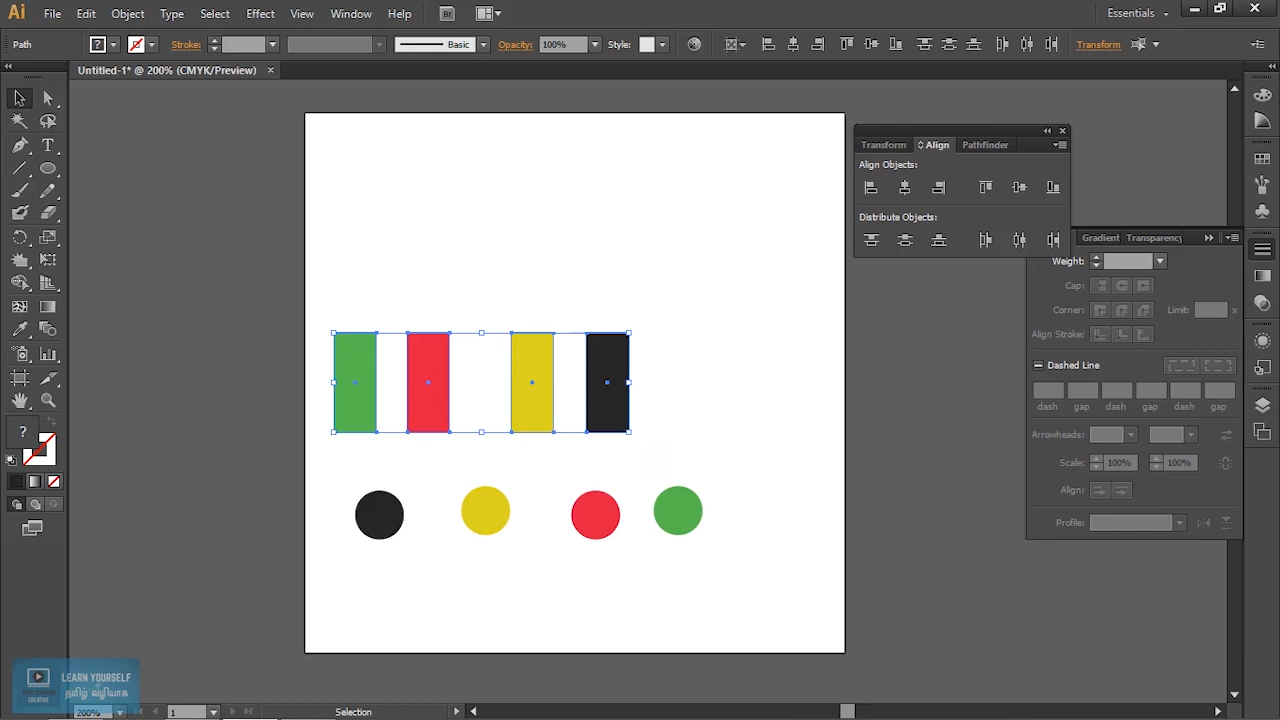 Ai File Edit Object Type Select Effect View Window Help Br Essentials
Path ? Stroke: Basic Opacity: 100% Style: Transform
Untitled-1* @ 200% (CMYK/Preview) ×
Transform Align Pathfinder
Align Objects:
Distribute Objects:
Gradient Transparency
Weight:
Cap:
Corner: Limit: x
Align Stroke:
Dashed Line
dash gap dash gap dash gap
Arrowheads:
Scale: 100% 100%
Align:
Profile:
?
LEARN YOURSELF
தமிழ் வழியாக
CREATIVE
200% 1 Selection